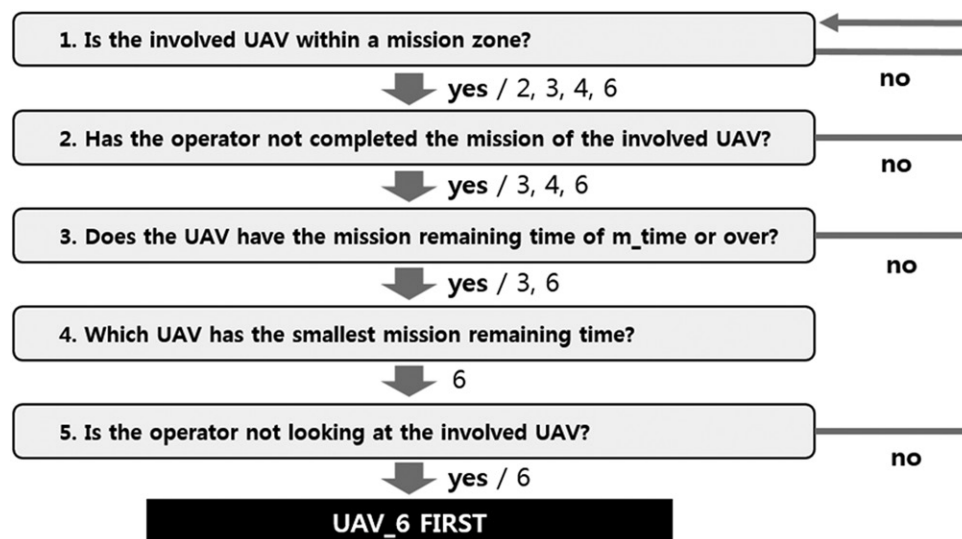 1. Is the involved UAV within a mission zone?
no
yes / 2, 3, 4, 6
2. Has the operator not completed the mission of the involved UAV?
no
yes / 3, 4, 6
3. Does the UAV have the mission remaining time of m_time or over?
no
yes / 3, 6
4. Which UAV has the smallest mission remaining time?
6
5. Is the operator not looking at the involved UAV?
no
yes / 6
UAV_6 FIRST